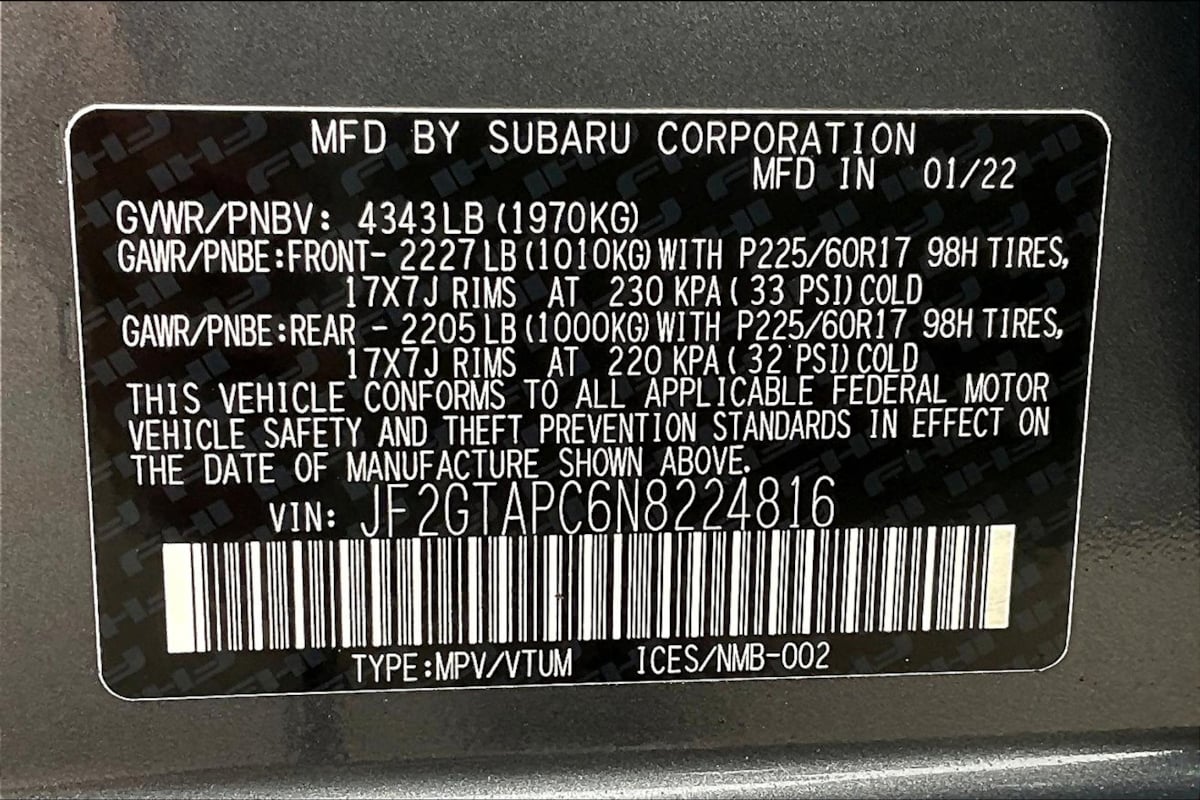 MFD BY SUBARU CORPORATION
MFD IN 01/22
GVWR/PNBV: 4343LB (1970KG)
GAWR/PNBE:FRONT- 2227LB (1010KG) WITH P225/60R17 98H TIRES,
17X7J RIMS AT 230 KPA ( 33 PSI) COLD
GAWR/PNBE:REAR - 2205LB (1000KG) WITH P225/60R17 98H TIRES,
17X7J RIMS AT 220 KPA ( 32 PSI) COLD
THIS VEHICLE CONFORMS TO ALL APPLICABLE FEDERAL MOTOR
VEHICLE SAFETY AND THEFT PREVENTION STANDARDS IN EFFECT ON
THE DATE OF MANUFACTURE SHOWN ABOVE.
VIN: JF2GTAPC6N8224816
TYPE:MPV/VTUM ICES/NMB-002